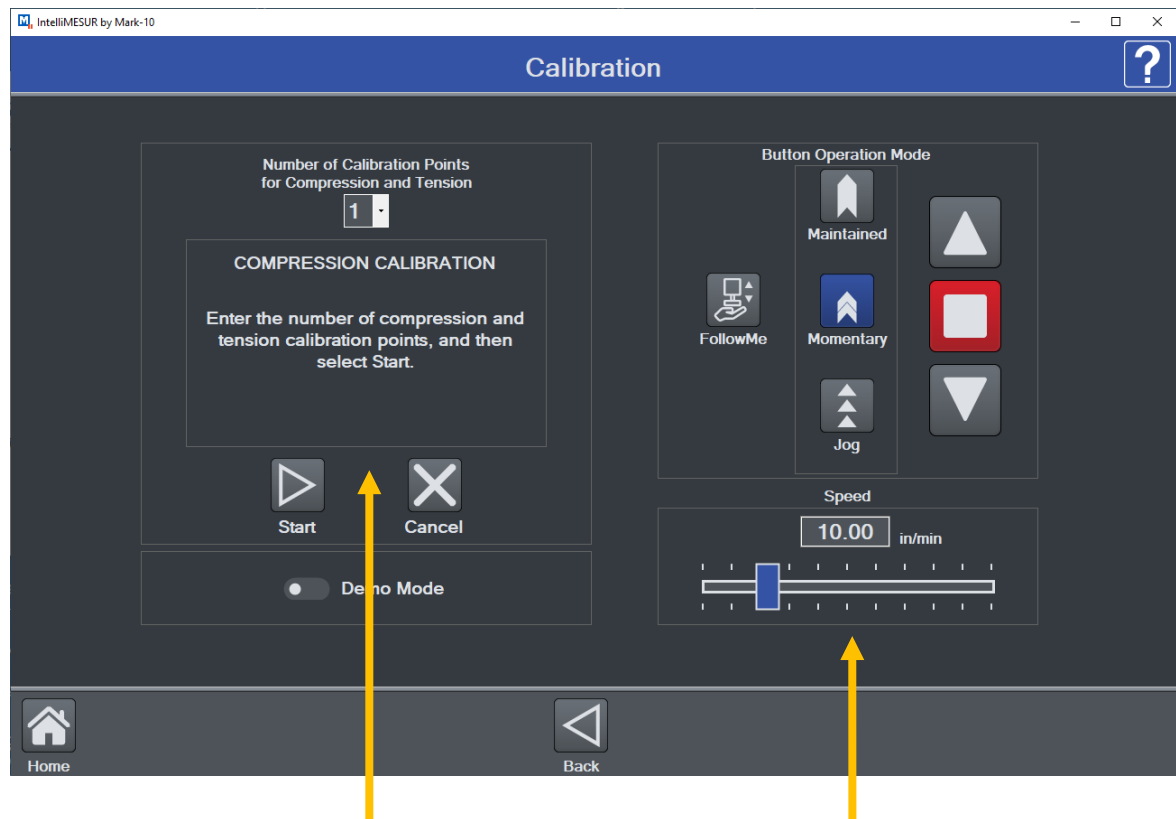 IntelliMESUR by Mark-10
Calibration
?
Number of Calibration Points
for Compression and Tension
1
COMPRESSION CALIBRATION
Enter the number of compression and
tension calibration points, and then
select Start.
Start
Cancel
Demo Mode
Button Operation Mode
Maintained
FollowMe
Momentary
Jog
Speed
10.00 in/min
Home
Back